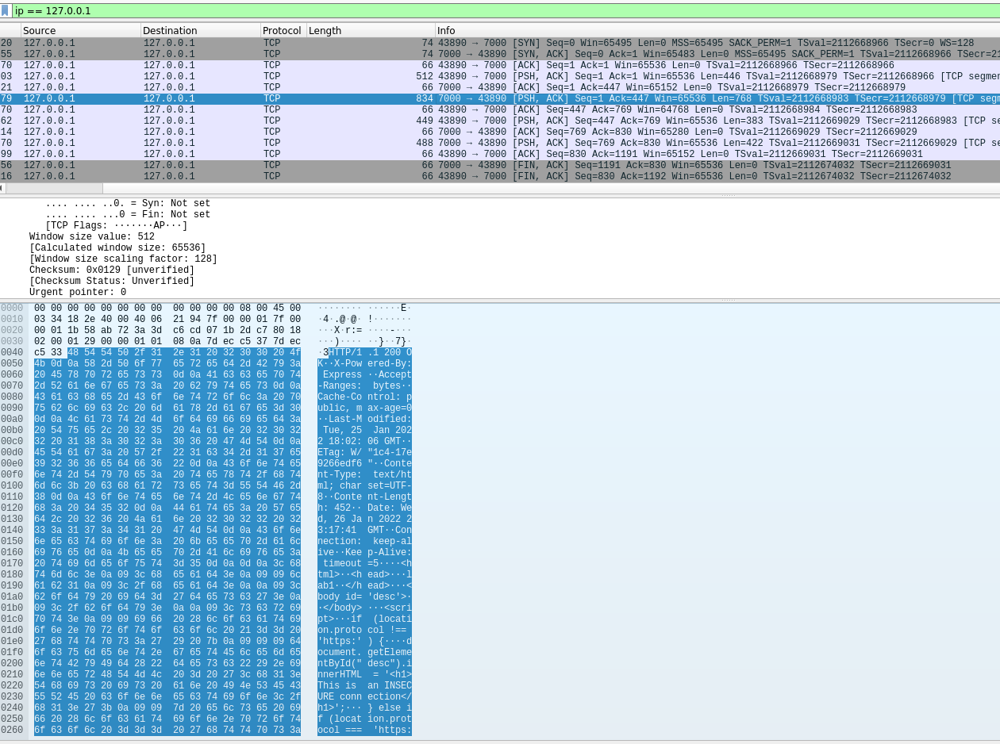 ip == 127.0.0.1
Source Destination Protocol Length Info
20 127.0.0.1 127.0.0.1 TCP 74 43890 → 7000 [SYN] Seq=0 Win=65495 Len=0 MSS=65495 SACK_PERM=1 TSval=2112668966 TSecr=0 WS=128
55 127.0.0.1 127.0.0.1 TCP 74 7000 → 43890 [SYN, ACK] Seq=0 Ack=1 Win=65483 Len=0 MSS=65495 SACK_PERM=1 TSval=2112668966 TSecr=21
70 127.0.0.1 127.0.0.1 TCP 66 43890 → 7000 [ACK] Seq=1 Ack=1 Win=65536 Len=0 TSval=2112668966 TSecr=2112668966
03 127.0.0.1 127.0.0.1 TCP 512 43890 → 7000 [PSH, ACK] Seq=1 Ack=1 Win=65536 Len=446 TSval=2112668979 TSecr=2112668966 [TCP segmen
21 127.0.0.1 127.0.0.1 TCP 66 7000 → 43890 [ACK] Seq=1 Ack=447 Win=65152 Len=0 TSval=2112668979 TSecr=2112668979
79 127.0.0.1 127.0.0.1 TCP 834 7000 → 43890 [PSH, ACK] Seq=1 Ack=447 Win=65536 Len=768 TSval=2112668983 TSecr=2112668979 [TCP segm
70 127.0.0.1 127.0.0.1 TCP 66 43890 → 7000 [ACK] Seq=447 Ack=769 Win=64768 Len=0 TSval=2112668984 TSecr=2112668983
62 127.0.0.1 127.0.0.1 TCP 449 43890 → 7000 [PSH, ACK] Seq=447 Ack=769 Win=65536 Len=383 TSval=2112669029 TSecr=2112668983 [TCP se
14 127.0.0.1 127.0.0.1 TCP 66 7000 → 43890 [ACK] Seq=769 Ack=830 Win=65280 Len=0 TSval=2112669029 TSecr=2112669029
70 127.0.0.1 127.0.0.1 TCP 488 7000 → 43890 [PSH, ACK] Seq=769 Ack=830 Win=65536 Len=422 TSval=2112669031 TSecr=2112669029 [TCP se
99 127.0.0.1 127.0.0.1 TCP 66 43890 → 7000 [ACK] Seq=830 Ack=1191 Win=65152 Len=0 TSval=2112669031 TSecr=2112669031
56 127.0.0.1 127.0.0.1 TCP 66 7000 → 43890 [FIN, ACK] Seq=1191 Ack=830 Win=65536 Len=0 TSval=2112674032 TSecr=2112669031
16 127.0.0.1 127.0.0.1 TCP 66 43890 → 7000 [FIN, ACK] Seq=830 Ack=1192 Win=65536 Len=0 TSval=2112674032 TSecr=2112674032
.... .... ..0. = Syn: Not set
.... .... ...0 = Fin: Not set
[TCP Flags: ·······AP···]
Window size value: 512
[Calculated window size: 65536]
[Window size scaling factor: 128]
Checksum: 0x0129 [unverified]
[Checksum Status: Unverified]
Urgent pointer: 0
0000 00 00 00 00 00 00 00 00 00 00 00 00 08 00 45 00 ········ ······E·
0010 03 34 18 2e 40 00 40 06 21 94 7f 00 00 01 7f 00 ·4·.@·@· !·······
0020 00 01 1b 58 ab 72 3a 3d c6 cd 07 1b 2d c7 80 18 ···X·r:= ····-···
0030 02 00 01 29 00 00 01 01 08 0a 7d ec c5 37 7d ec ···)···· ··}··7}·
0040 c5 33 48 54 54 50 2f 31 2e 31 20 32 30 30 20 4f ·3HTTP/1 .1 200 O
0050 4b 0d 0a 58 2d 50 6f 77 65 72 65 64 2d 42 79 3a K··X-Pow ered-By:
0060 20 45 78 70 72 65 73 73 0d 0a 41 63 63 65 70 74 Express ··Accept
0070 2d 52 61 6e 67 65 73 3a 20 62 79 74 65 73 0d 0a -Ranges: bytes··
0080 43 61 63 68 65 2d 43 6f 6e 74 72 6f 6c 3a 20 70 Cache-Co ntrol: p
0090 75 62 6c 69 63 2c 20 6d 61 78 2d 61 67 65 3d 30 ublic, m ax-age=0
00a0 0d 0a 4c 61 73 74 2d 4d 6f 64 69 66 69 65 64 3a ··Last-M odified:
00b0 20 54 75 65 2c 20 32 35 20 4a 61 6e 20 32 30 32 Tue, 25 Jan 202
00c0 32 20 31 38 3a 30 32 3a 30 36 20 47 4d 54 0d 0a 2 18:02: 06 GMT··
00d0 45 54 61 67 3a 20 57 2f 22 31 63 34 2d 31 37 65 ETag: W/ "1c4-17e
00e0 39 32 36 36 65 64 66 36 22 0d 0a 43 6f 6e 74 65 9266edf6 "··Conte
00f0 6e 74 2d 54 79 70 65 3a 20 74 65 78 74 2f 68 74 nt-Type: text/ht
0100 6d 6c 3b 20 63 68 61 72 73 65 74 3d 55 54 46 2d ml; char set=UTF-
0110 38 0d 0a 43 6f 6e 74 65 6e 74 2d 4c 65 6e 67 74 8··Conte nt-Lengt
0120 68 3a 20 34 35 32 0d 0a 44 61 74 65 3a 20 57 65 h: 452·· Date: We
0130 64 2c 20 32 36 20 4a 61 6e 20 32 30 32 32 20 32 d, 26 Ja n 2022 2
0140 33 3a 31 37 3a 34 31 20 47 4d 54 0d 0a 43 6f 6e 3:17:41 GMT··Con
0150 6e 65 63 74 69 6f 6e 3a 20 6b 65 65 70 2d 61 6c nection: keep-al
0160 69 76 65 0d 0a 4b 65 65 70 2d 41 6c 69 76 65 3a ive··Kee p-Alive:
0170 20 74 69 6d 65 6f 75 74 3d 35 0d 0a 0d 0a 3c 68 timeout =5····<h
0180 74 6d 6c 3e 0a 09 3c 68 65 61 64 3e 0a 09 09 6c tml>··<h ead>···l
0190 61 62 31 0a 09 3c 2f 68 65 61 64 3e 0a 0a 09 3c ab1··</h ead>···<
01a0 62 6f 64 79 20 69 64 3d 27 64 65 73 63 27 3e 0a body id= 'desc'>·
01b0 09 3c 2f 62 6f 64 79 3e 0a 0a 09 3c 73 63 72 69 ·</body> ···<scri
01c0 70 74 3e 0a 09 09 69 66 20 28 6c 6f 63 61 74 69 pt>···if (locati
01d0 6f 6e 2e 70 72 6f 74 6f 63 6f 6c 20 21 3d 3d 20 on.proto col !==
01e0 27 68 74 74 70 73 3a 27 29 20 7b 0a 09 09 09 64 'https:' ) {····d
01f0 6f 63 75 6d 65 6e 74 2e 67 65 74 45 6c 65 6d 65 ocument. getEleme
0200 6e 74 42 79 49 64 28 22 64 65 73 63 22 29 2e 69 ntById(" desc").i
0210 6e 6e 65 72 48 54 4d 4c 20 3d 20 27 3c 68 31 3e nnerHTML = '<h1>
0220 54 68 69 73 20 69 73 20 61 6e 20 49 4e 53 45 43 This is an INSEC
0230 55 52 45 20 63 6f 6e 6e 65 63 74 69 6f 6e 3c 2f URE conn ection</
0240 68 31 3e 27 3b 0a 09 09 7d 20 65 6c 73 65 20 69 h1>';··· } else i
0250 66 20 28 6c 6f 63 61 74 69 6f 6e 2e 70 72 6f 74 f (locat ion.prot
0260 6f 63 6f 6c 20 3d 3d 3d 20 27 68 74 74 70 73 3a ocol === 'https: